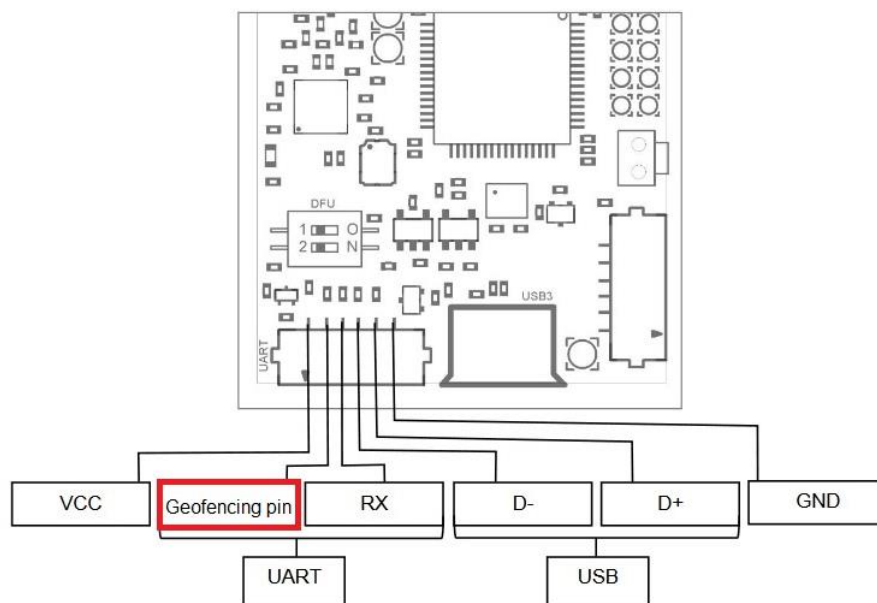 DFU
1 O
2 N
USB3
UART
VCC
Geofencing pin
RX
D-
D+
GND
UART
USB